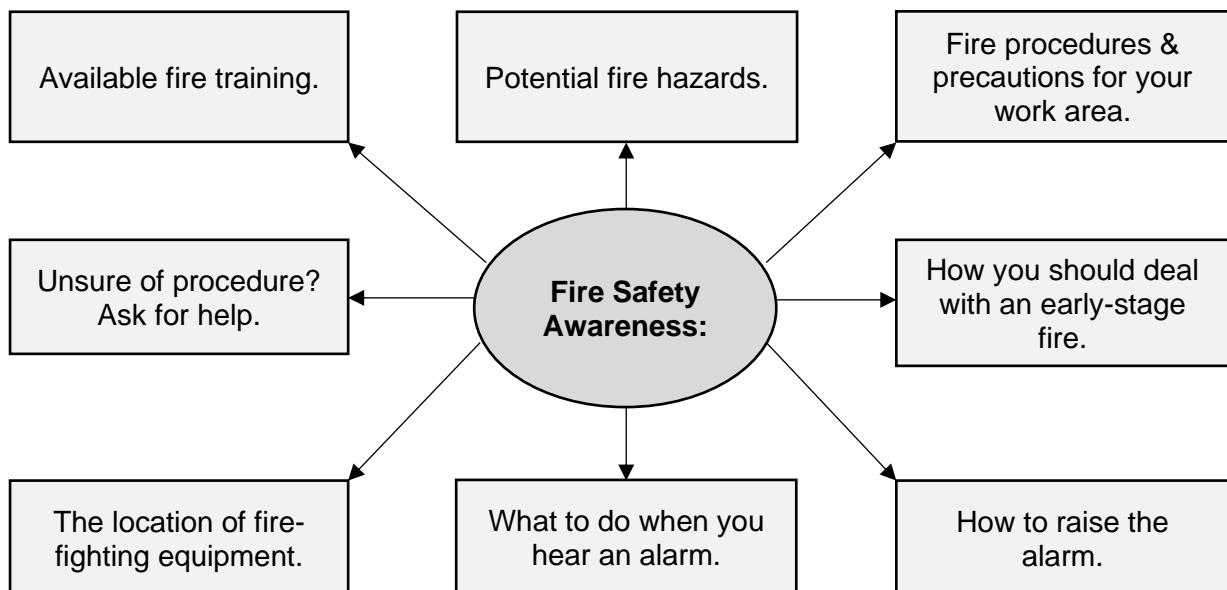 Available fire training.
Potential fire hazards.
Fire procedures &
precautions for your
work area.
Unsure of procedure?
Ask for help.
Fire Safety
Awareness:
How you should deal
with an early-stage
fire.
The location of fire-
fighting equipment.
What to do when you
hear an alarm.
How to raise the
alarm.